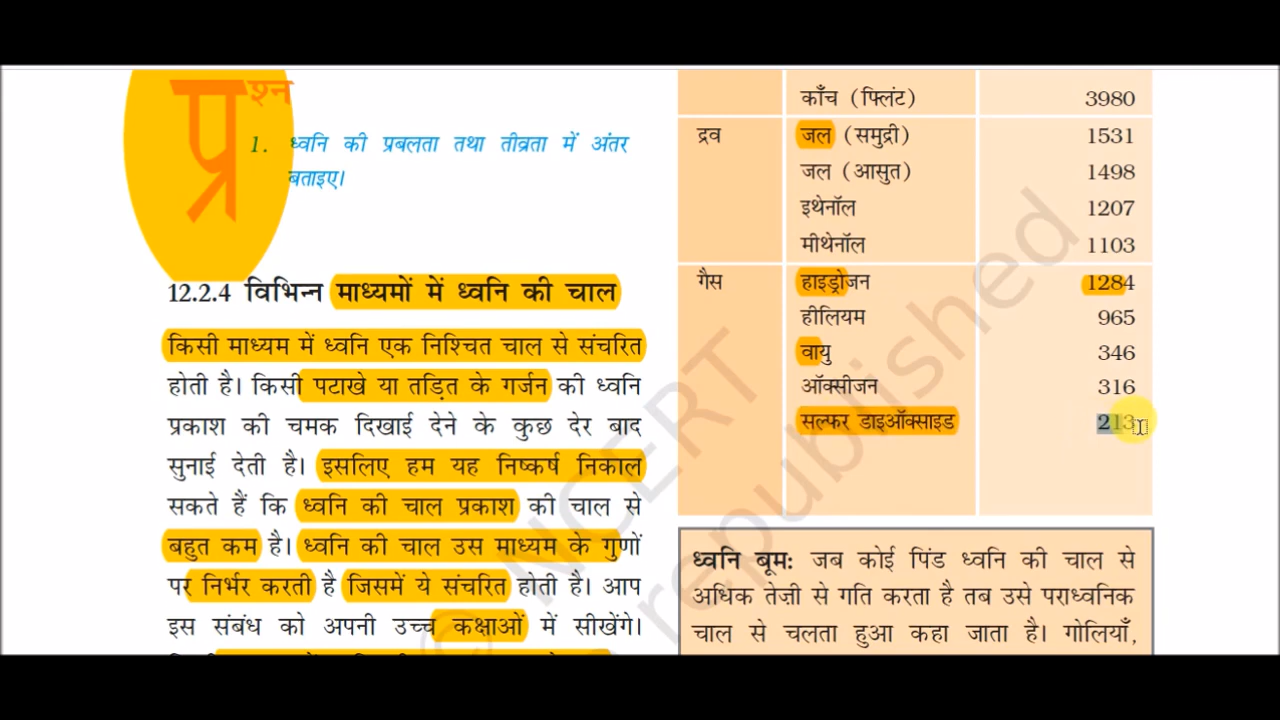 प्रश्न
1. ध्वनि की प्रबलता तथा तीव्रता में अंतर
बताइए।
12.2.4 विभिन्न माध्यमों में ध्वनि की चाल
किसी माध्यम में ध्वनि एक निश्चित चाल से संचरित
होती है। किसी पटाखे या तड़ित के गर्जन की ध्वनि
प्रकाश की चमक दिखाई देने के कुछ देर बाद
सुनाई देती है। इसलिए हम यह निष्कर्ष निकाल
सकते हैं कि ध्वनि की चाल प्रकाश की चाल से
बहुत कम है। ध्वनि की चाल उस माध्यम के गुणों
पर निर्भर करती है जिसमें ये संचरित होती है। आप
इस संबंध को अपनी उच्च कक्षाओं में सीखेंगे।
काँच (फ्लिंट) 3980
द्रव जल (समुद्री) 1531
जल (आसुत) 1498
इथेनॉल 1207
मीथेनॉल 1103
गैस हाइड्रोजन 1284
हीलियम 965
वायु 346
ऑक्सीजन 316
सल्फर डाइऑक्साइड 213
ध्वनि बूम: जब कोई पिंड ध्वनि की चाल से
अधिक तेज़ी से गति करता है तब उसे पराध्वनिक
चाल से चलता हुआ कहा जाता है। गोलियाँ,
© NCERT
republished